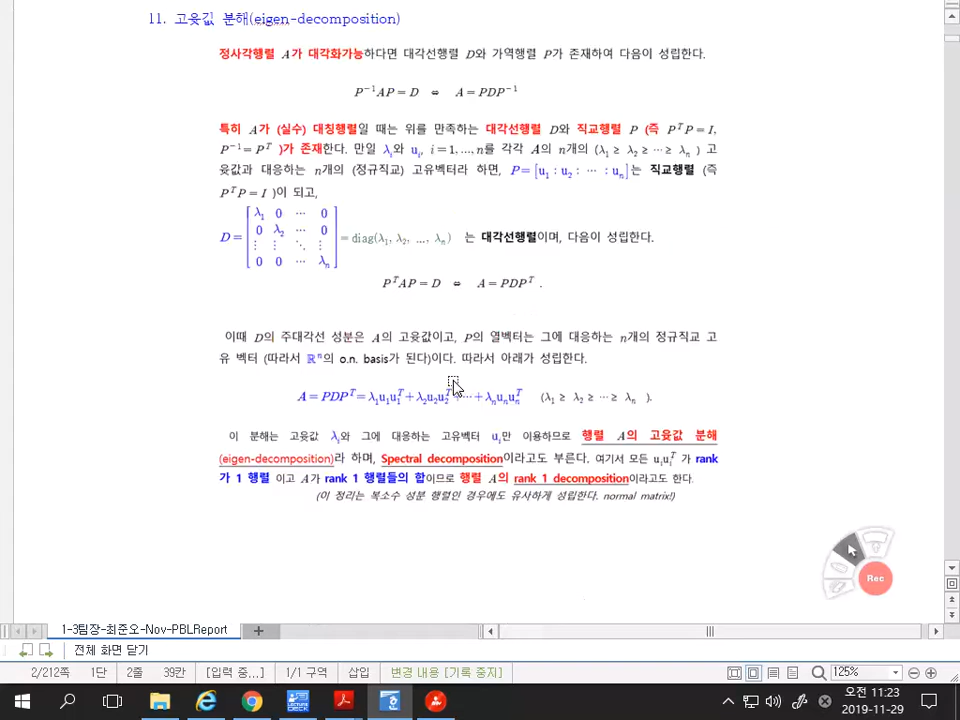 11. 고윳값 분해(eigen-decomposition)
정사각행렬 A가 대각화가능하다면 대각선행렬 D와 가역행렬 P가 존재하여 다음이 성립한다.
P⁻¹AP = D ⇔ A = PDP⁻¹
특히 A가 (실수) 대칭행렬일 때는 위를 만족하는 대각선행렬 D와 직교행렬 P (즉 PᵀP = I,
P⁻¹ = Pᵀ )가 존재한다. 만일 λᵢ와 uᵢ, i = 1, ..., n를 각각 A의 n개의 (λ₁ ≥ λ₂ ≥ ⋯ ≥ λₙ ) 고
윳값과 대응하는 n개의 (정규직교) 고유벡터라 하면, P = [u₁ : u₂ : ⋯ : uₙ]는 직교행렬 (즉
PᵀP = I )이 되고,
D = [λ₁ 0 ⋯ 0
0 λ₂ ⋯ 0
⋮ ⋮ ⋱ ⋮
0 0 ⋯ λₙ] = diag(λ₁, λ₂, ..., λₙ) 는 대각선행렬이며, 다음이 성립한다.
PᵀAP = D ⇔ A = PDPᵀ .
이때 D의 주대각선 성분은 A의 고윳값이고, P의 열벡터는 그에 대응하는 n개의 정규직교 고
유 벡터 (따라서 ℝⁿ의 o.n. basis가 된다)이다. 따라서 아래가 성립한다.
A = PDPᵀ = λ₁u₁u₁ᵀ + λ₂u₂u₂ᵀ + ⋯ + λₙuₙuₙᵀ (λ₁ ≥ λ₂ ≥ ⋯ ≥ λₙ ).
이 분해는 고윳값 λᵢ와 그에 대응하는 고유벡터 uᵢ만 이용하므로 행렬 A의 고윳값 분해
(eigen-decomposition)라 하며, Spectral decomposition이라고도 부른다. 여기서 모든 uᵢuᵢᵀ 가 rank
가 1 행렬 이고 A가 rank 1 행렬들의 합이므로 행렬 A의 rank 1 decomposition이라고도 한다.
(이 정리는 복소수 성분 행렬인 경우에도 유사하게 성립한다. normal matrix!)
Rec
1-3팀장-최준오-Nov-PBLReport
전체 화면 닫기
2/212쪽 1단 2줄 39칸 [입력 중...] 1/1 구역 삽입 변경 내용 [기록 중지] 125%
LECTURE DECK
오전 11:23
2019-11-29